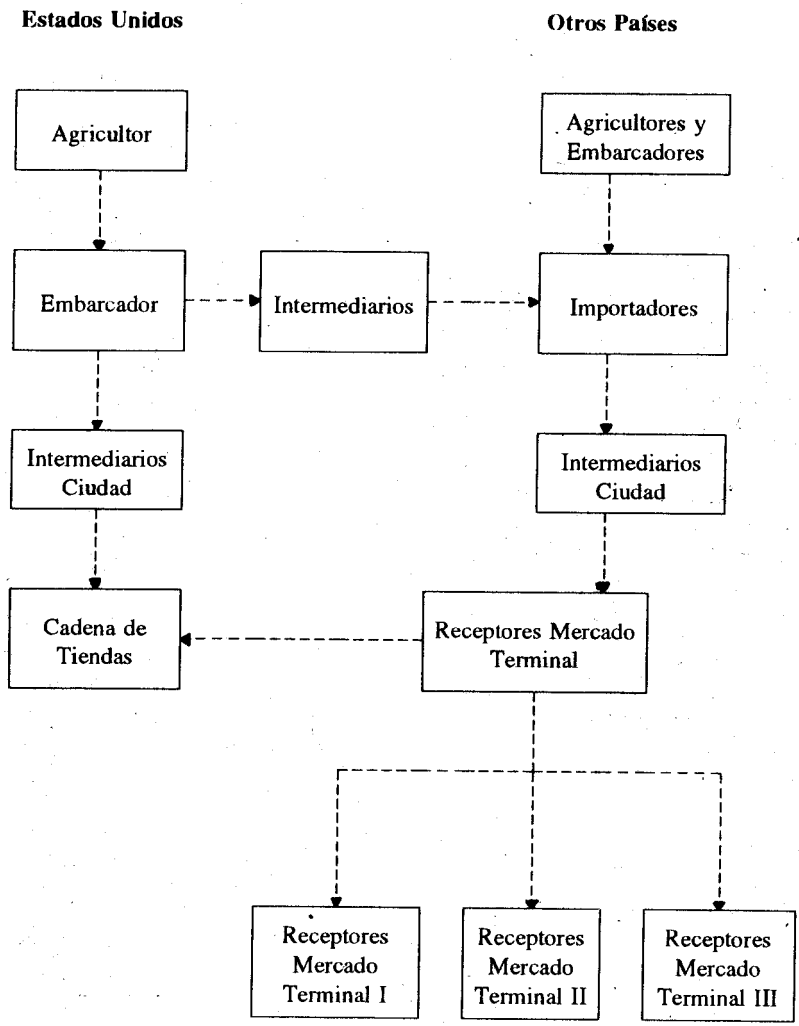 Estados Unidos
Otros Países
Agricultor
Agricultores y
Embarcadores
Embarcador
Intermediarios
Importadores
Intermediarios
Ciudad
Intermediarios
Ciudad
Cadena de
Tiendas
Receptores Mercado
Terminal
Receptores
Mercado
Terminal I
Receptores
Mercado
Terminal II
Receptores
Mercado
Terminal III